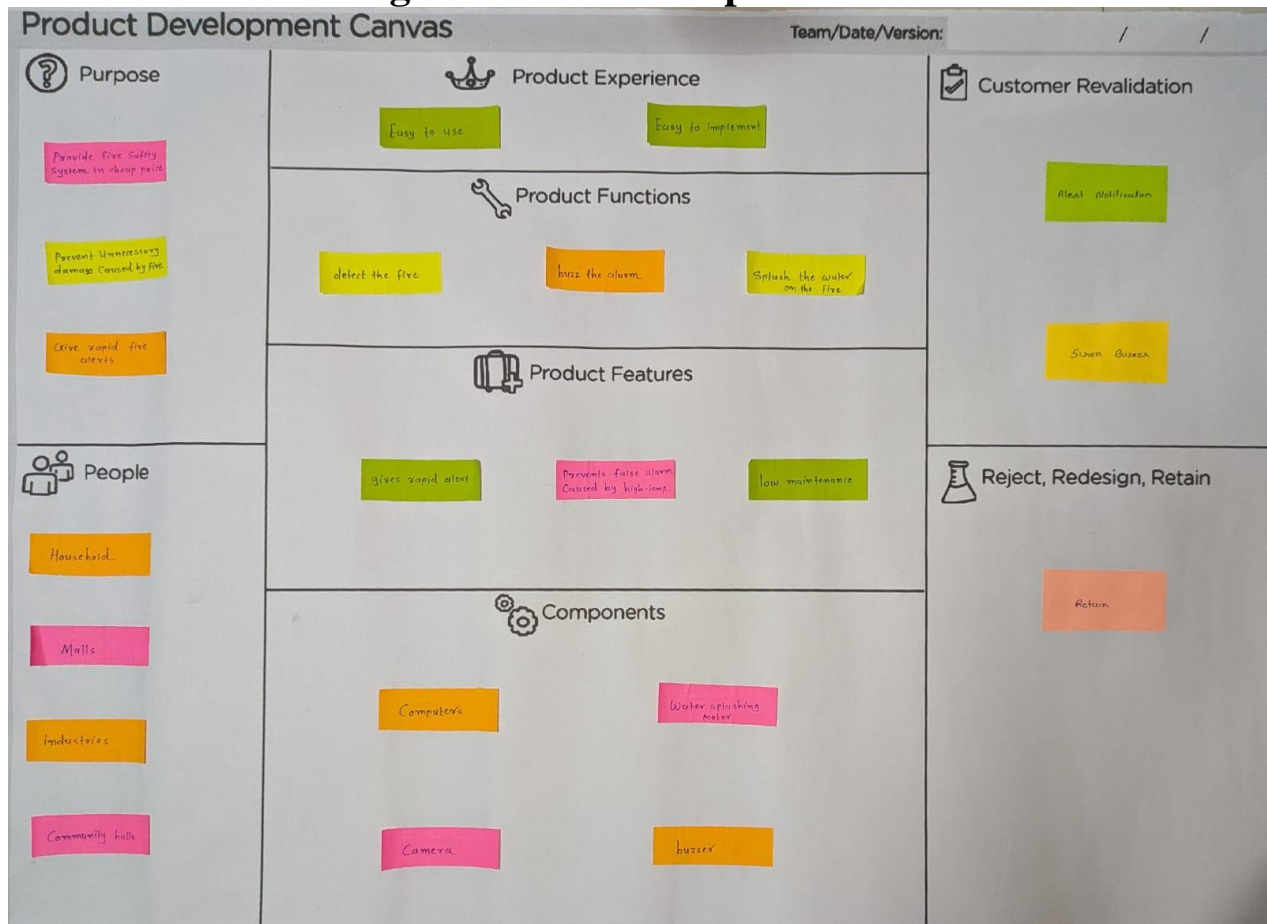 Product Development Canvas
Team/Date/Version: / /
Purpose
Provide Fire Safety
System in cheap price
Prevent Unnecessary
damage Caused by Fire
Give rapid fire
alerts
People
Household
Malls
industries
Community halls
Product Experience
Easy to use
Easy to implement
Product Functions
detect the fire
buzz the alarm
Splash the water
on the Fire
Product Features
gives rapid alert
Prevents false alarm
Caused by high-temp.
low maintenance
Components
Computers
Water splashing
Motor
Camera
buzzer
Customer Revalidation
Alert Notification
Reject, Redesign, Retain